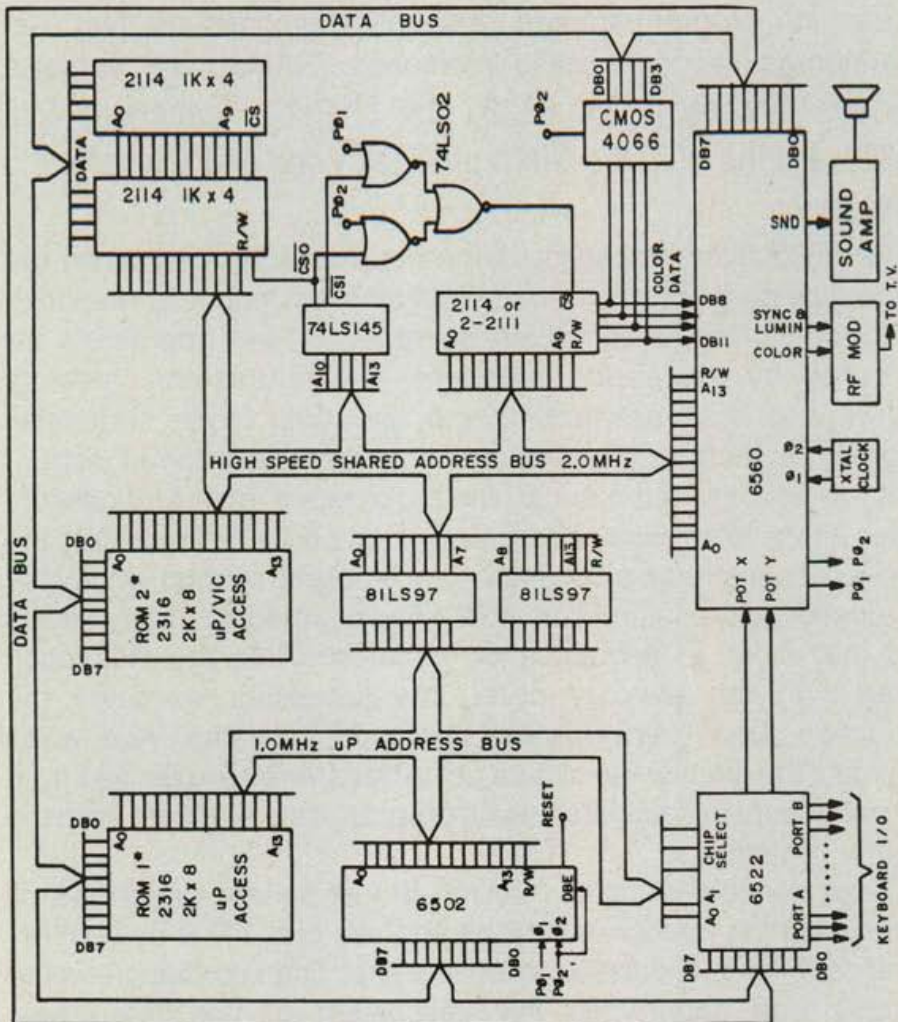 DATA BUS
2114 1K x 4
A0
A9
CS
DATA
2114 1K x 4
R/W
PØ1
PØ2
74LS02
PØ2
DB0
DB3
CMOS
4066
DB7
DB0
CS0
CS1
74LS145
A10
A13
2114 or
2-2111
A0
A9
CS
R/W
COLOR
DATA
DB8
DB11
SND
SOUND
AMP
SYNC &
LUMIN
COLOR
RF MOD
TO T.V.
R/W
A13
6560
A0
Ø2
Ø1
XTAL
CLOCK
POT X
POT Y
PØ1
PØ2
HIGH SPEED SHARED ADDRESS BUS 2.0MHz
DATA BUS
DB0
A0
A13
ROM 2*
2316
2K x 8
uP/VIC
ACCESS
DB7
A0
A7
81LS97
A8
A13
R/W
81LS97
1.0MHz uP ADDRESS BUS
DB0
A0
A13
ROM 1*
2316
2K x 8
uP
ACCESS
DB7
RESET
A0
A13
R/W
DBE
6502
Ø1
Ø2
DB7
DB0
PØ1
PØ2,
CHIP
SELECT
A0
A1
6522
PORT B
PORT A
DB7
DB0
KEYBOARD I/O